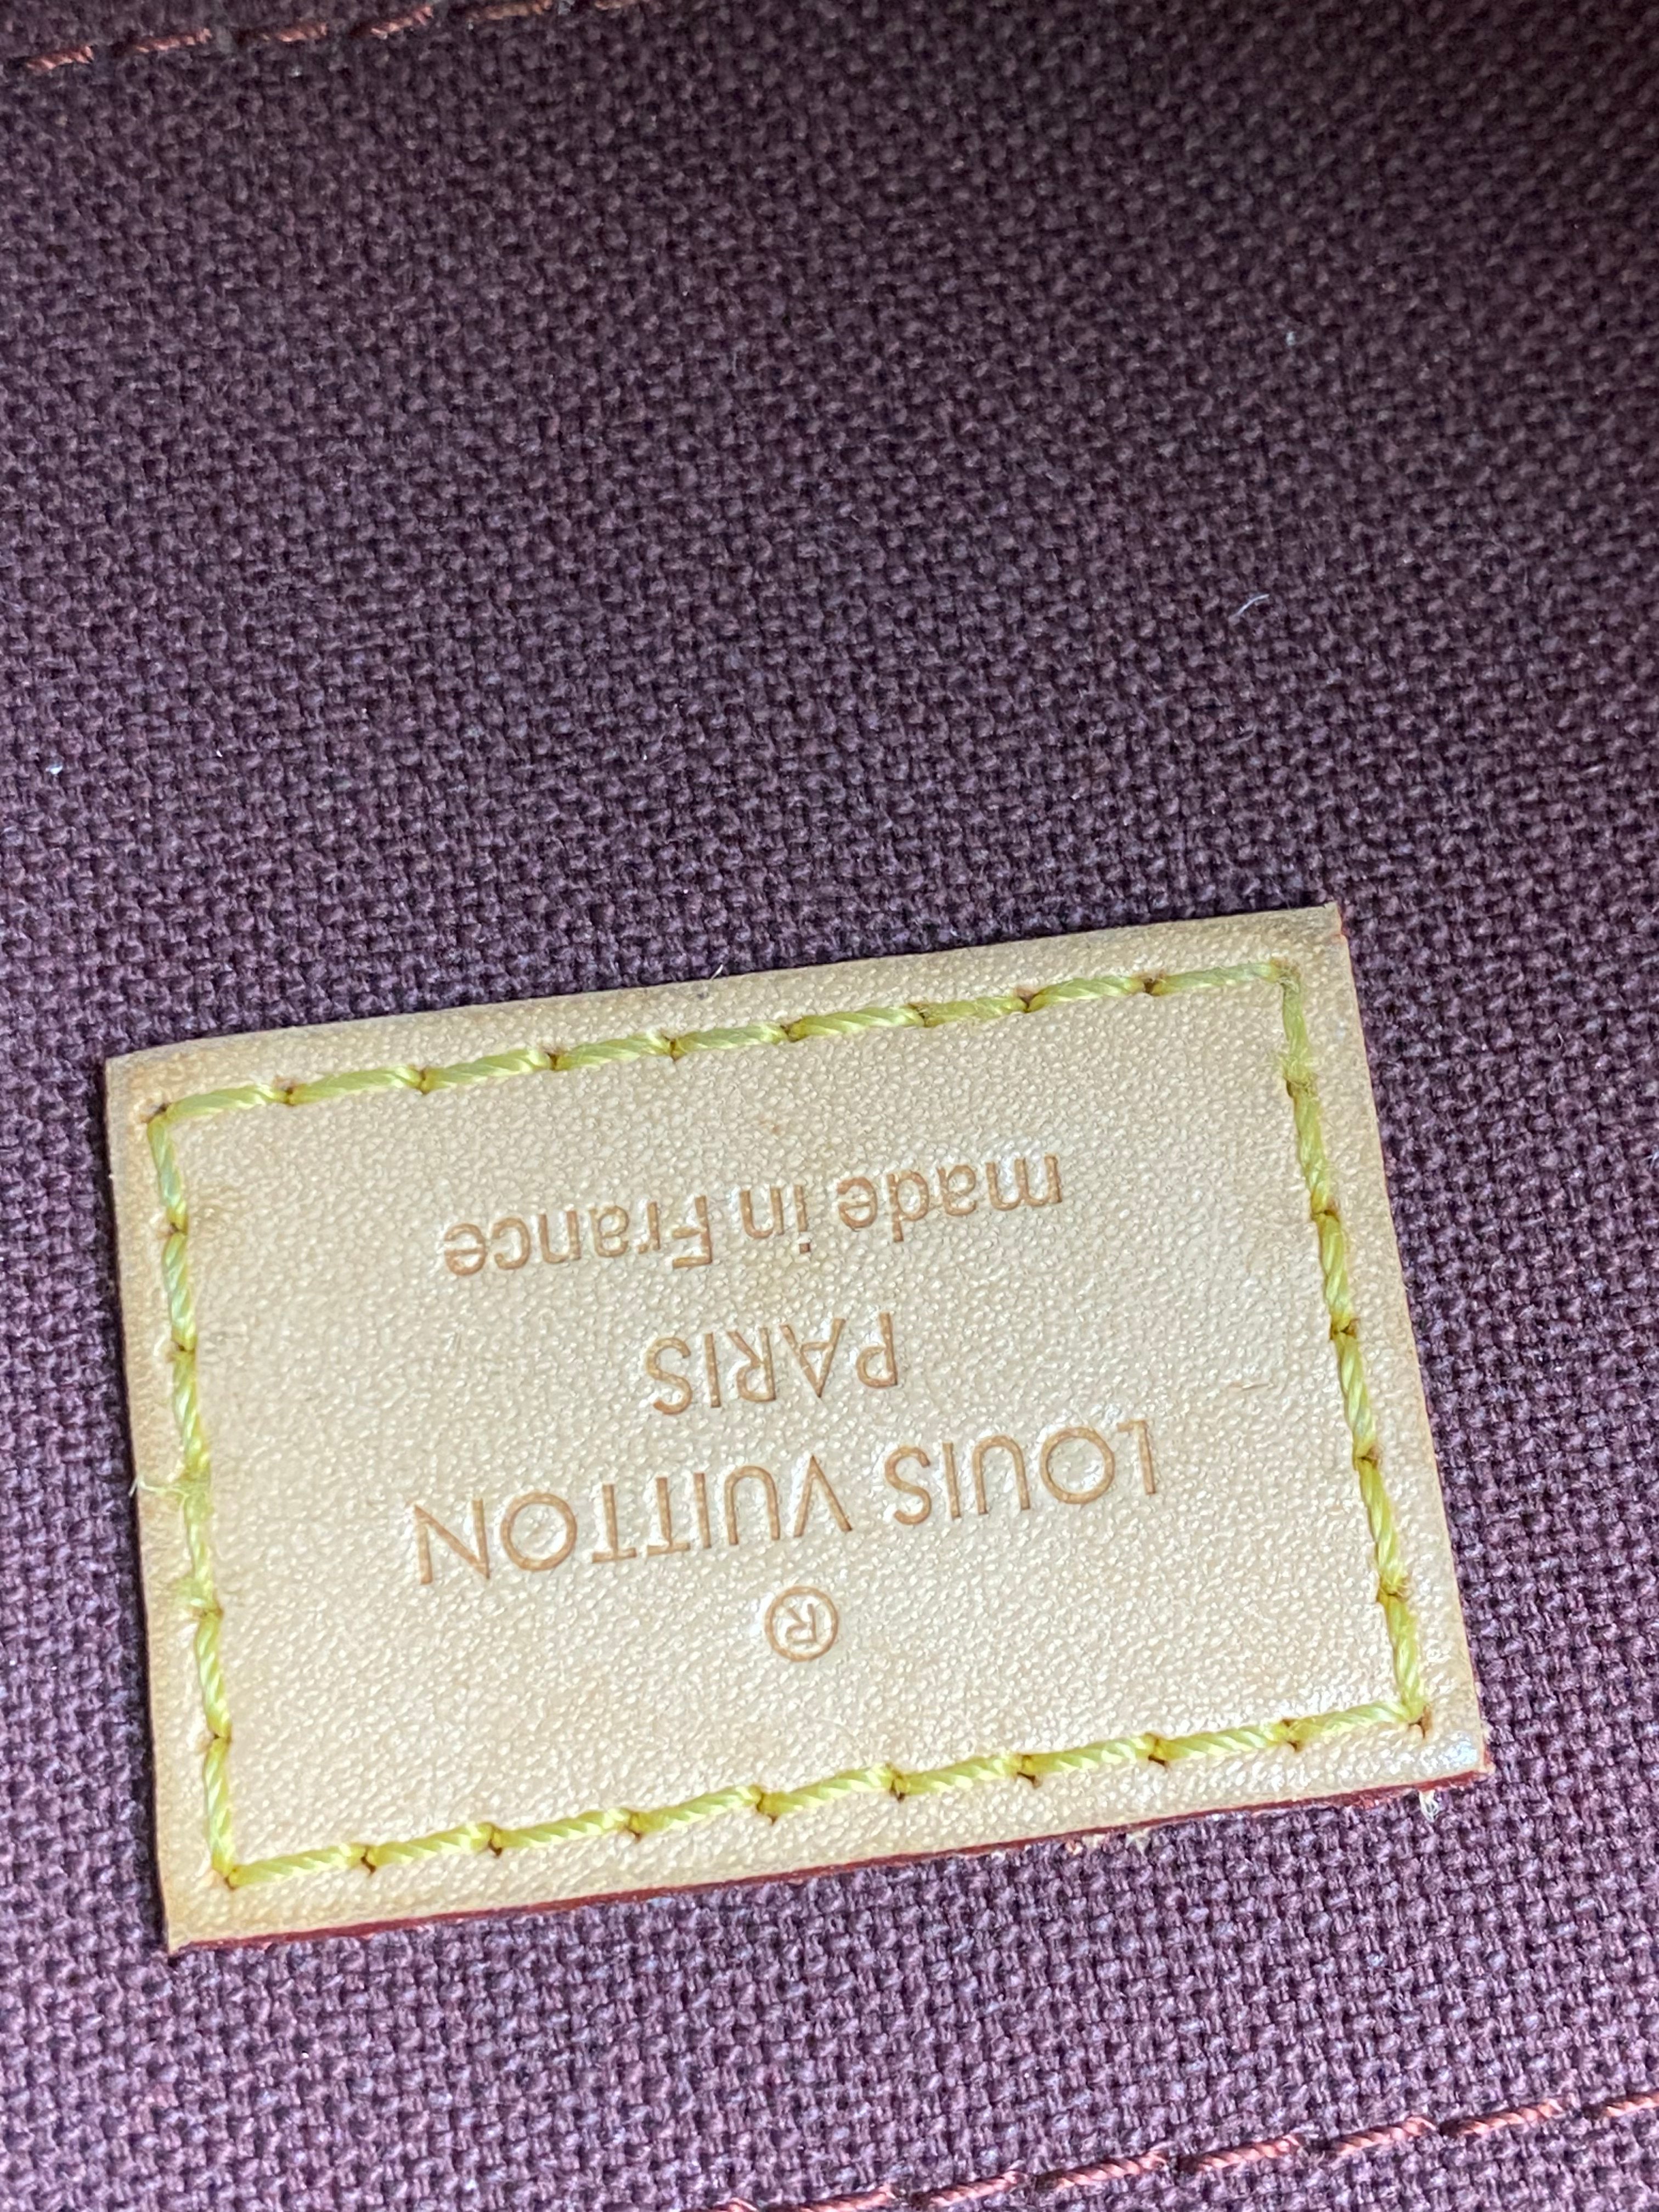 ®
LOUIS VUITTON
PARIS
made in France